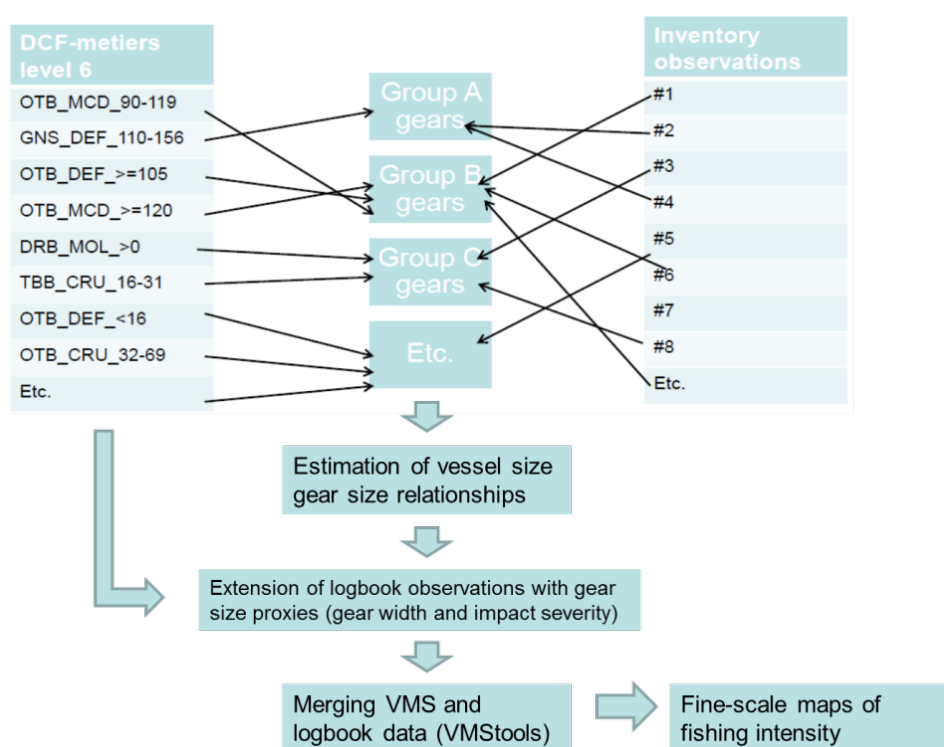 DCF-metiers
level 6
OTB_MCD_90-119
GNS_DEF_110-156
OTB_DEF_>=105
OTB_MCD_>=120
DRB_MOL_>0
TBB_CRU_16-31
OTB_DEF_<16
OTB_CRU_32-69
Etc.
Group A
gears
Group B
gears
Group C
gears
Etc.
Inventory
observations
#1
#2
#3
#4
#5
#6
#7
#8
Etc.
Estimation of vessel size
gear size relationships
Extension of logbook observations with gear
size proxies (gear width and impact severity)
Merging VMS and
logbook data (VMStools)
Fine-scale maps of
fishing intensity